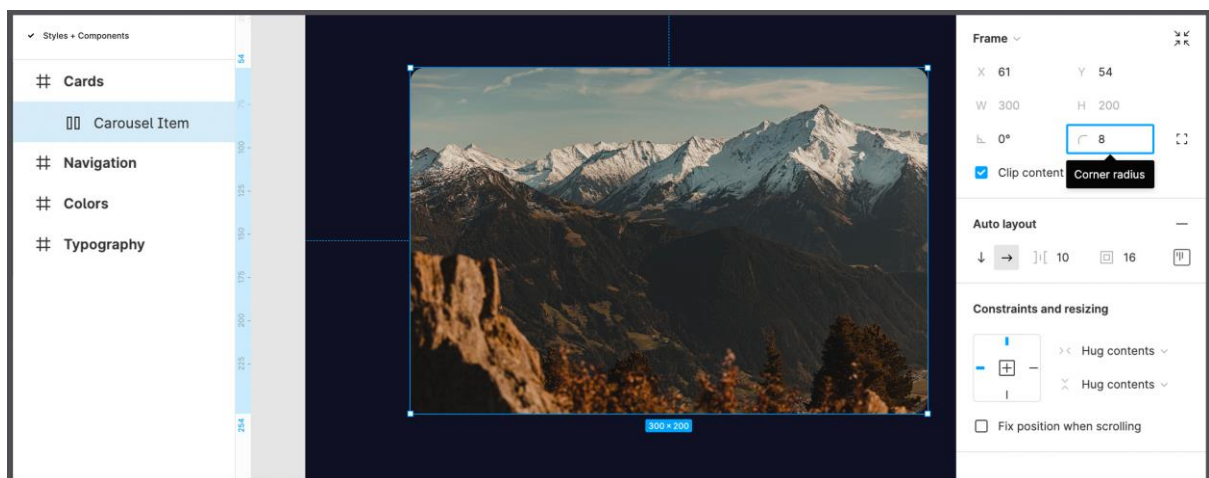 Styles + Components
Cards
Carousel Item
Navigation
Colors
Typography
54
75
100
125
150
175
200
225
254
300 × 200
Frame
X 61 Y 54
W 300 H 200
0° 8
Clip content
Corner radius
Auto layout
10 16
Constraints and resizing
Hug contents
Hug contents
Fix position when scrolling